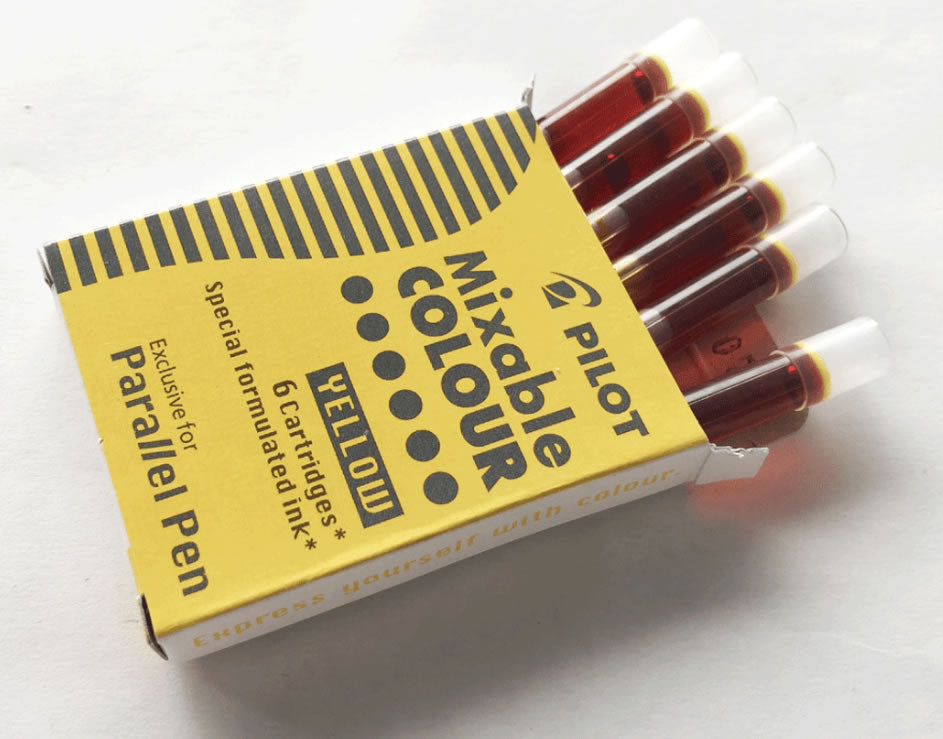 PILOT
Mixable
COLOUR
YELLOW
6 Cartridges*
Special formulated ink*
Exclusive for
Parallel Pen
Express yourself with colour.